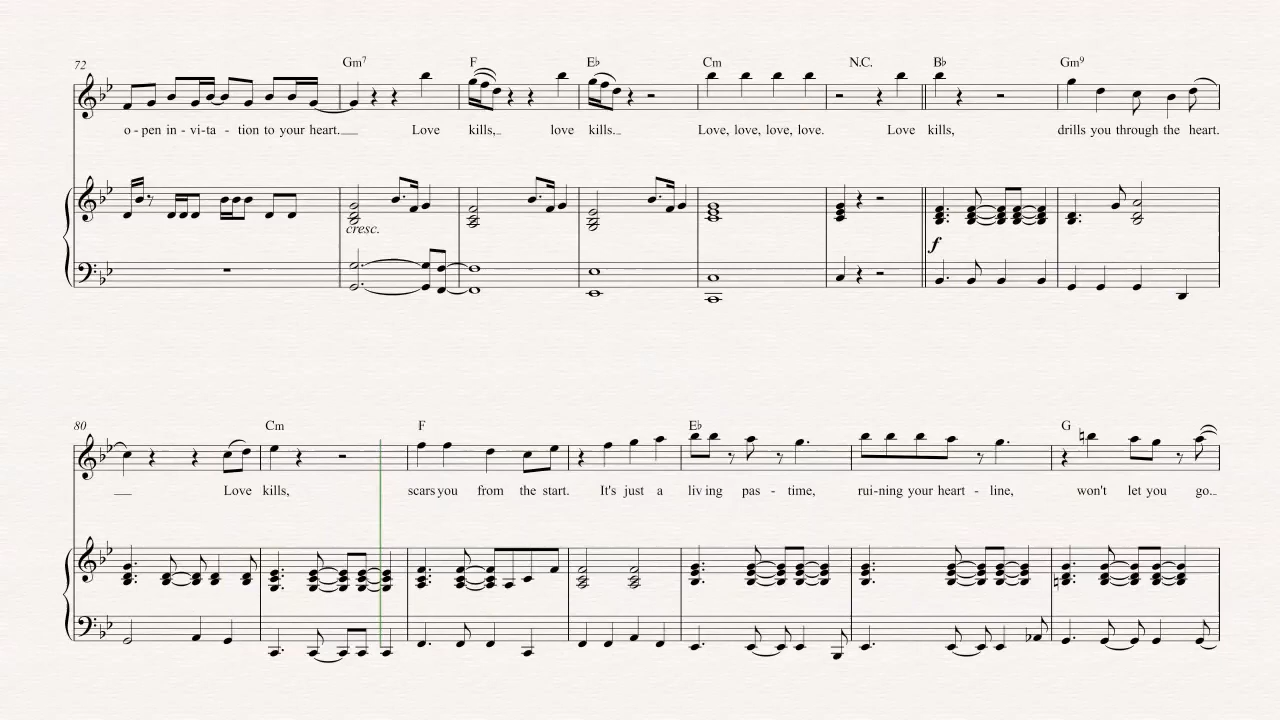 72 Gm7 F E♭ Cm N.C. B♭ Gm9
o - pen in - vi - ta - tion to your heart. Love kills, love kills. Love, love, love, love. Love kills, drills you through the heart.
cresc.
f
80 Cm F E♭ G
Love kills, scars you from the start. It's just a liv ing pas - time, rui - ning your heart - line, won't let you go.